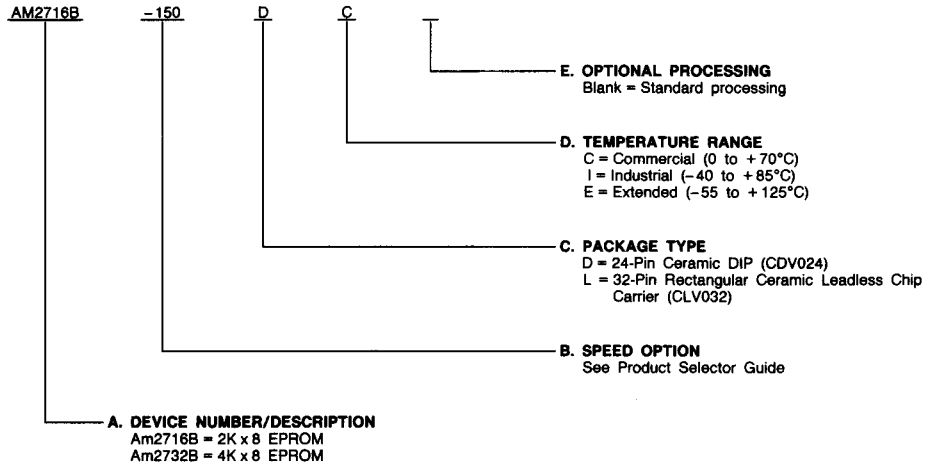 AM2716B -150 D C
E. OPTIONAL PROCESSING
Blank = Standard processing
D. TEMPERATURE RANGE
C = Commercial (0 to +70°C)
I = Industrial (-40 to +85°C)
E = Extended (-55 to +125°C)
C. PACKAGE TYPE
D = 24-Pin Ceramic DIP (CDV024)
L = 32-Pin Rectangular Ceramic Leadless Chip
Carrier (CLV032)
B. SPEED OPTION
See Product Selector Guide
A. DEVICE NUMBER/DESCRIPTION
Am2716B = 2K x 8 EPROM
Am2732B = 4K x 8 EPROM